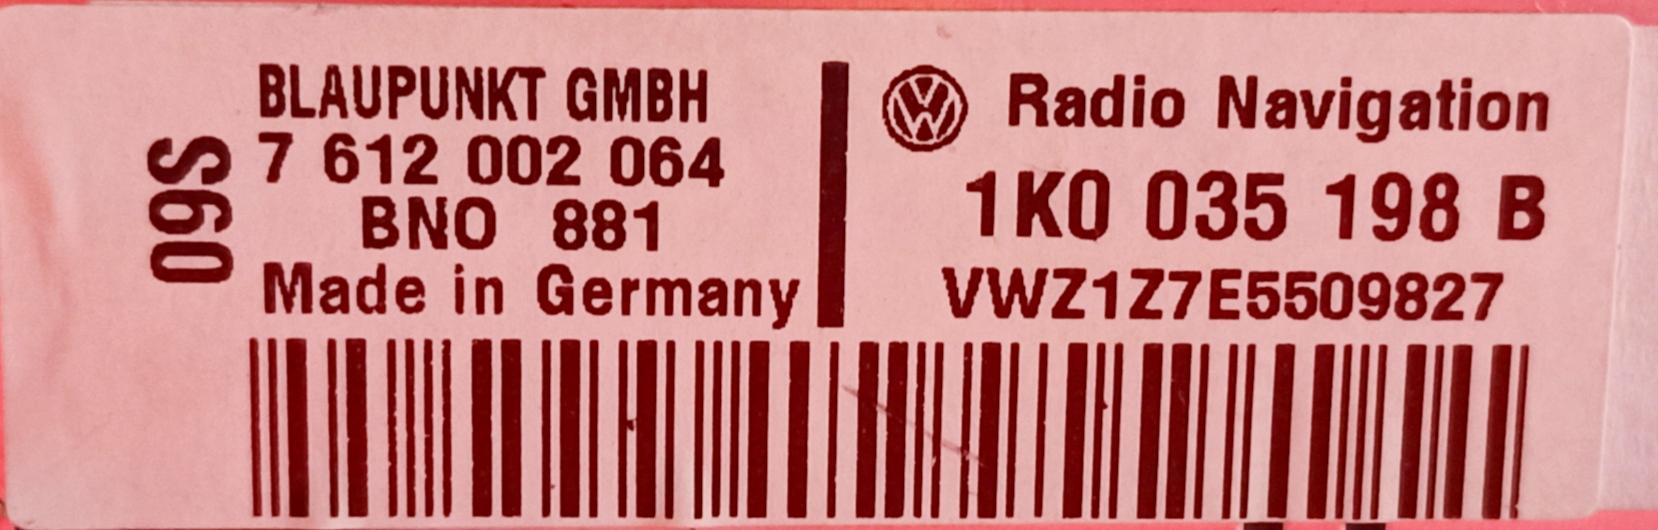 BLAUPUNKT GMBH
7 612 002 064
BNO 881
Made in Germany
09S
Radio Navigation
1K0 035 198 B
VWZ1Z7E5509827